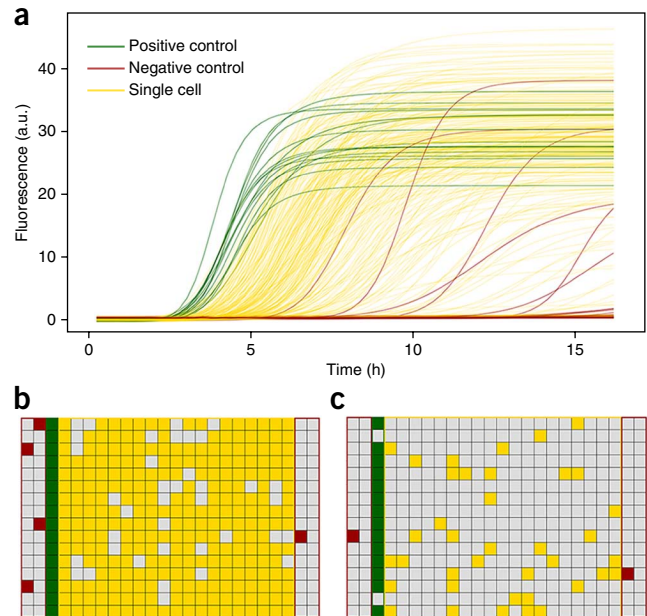 a
Positive control
Negative control
Single cell
Fluorescence (a.u.)
40
30
20
10
0
0 5 10 15
Time (h)
b c